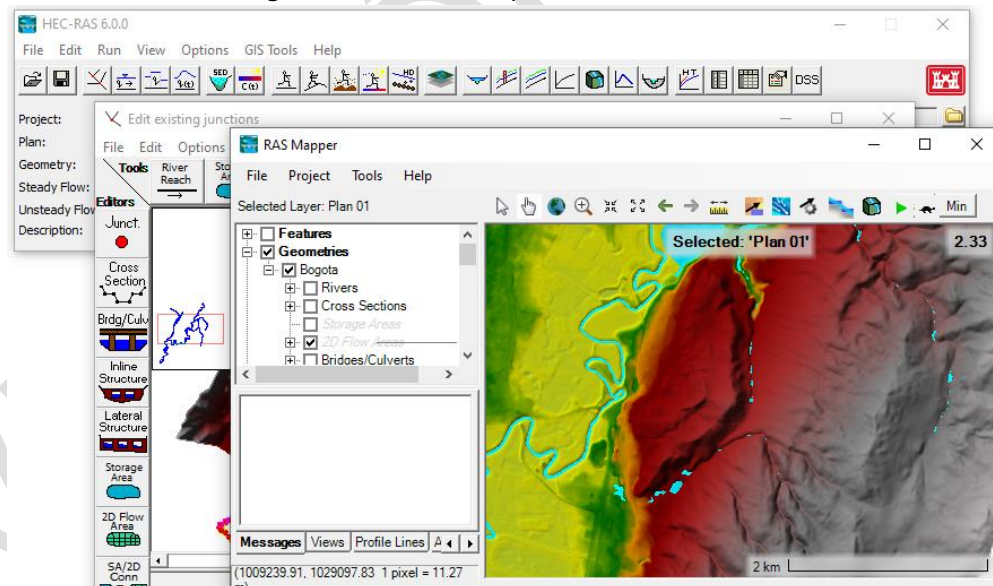 HEC-RAS 6.0.0
File Edit Run View Options GIS Tools Help
SED
C(t)
HD
HT
DSS
Project:
Plan:
Geometry:
Steady Flow:
Unsteady Flow
Description:
Edit existing junctions
File Edit Options
Tools
Editors
River
Reach
Junct.
Cross
Section
Brdg/Culv
Inline
Structure
Lateral
Structure
Storage
Area
2D Flow
Area
SA/2D
Conn
RAS Mapper
File Project Tools Help
Selected Layer: Plan 01
Min
Features
Geometries
Bogota
Rivers
Cross Sections
Storage Areas
2D Flow Areas
Bridges/Culverts
Messages Views Profile Lines A
(1009239.91, 1029097.83 1 pixel = 11.27
Selected: 'Plan 01'
2.33
2 km